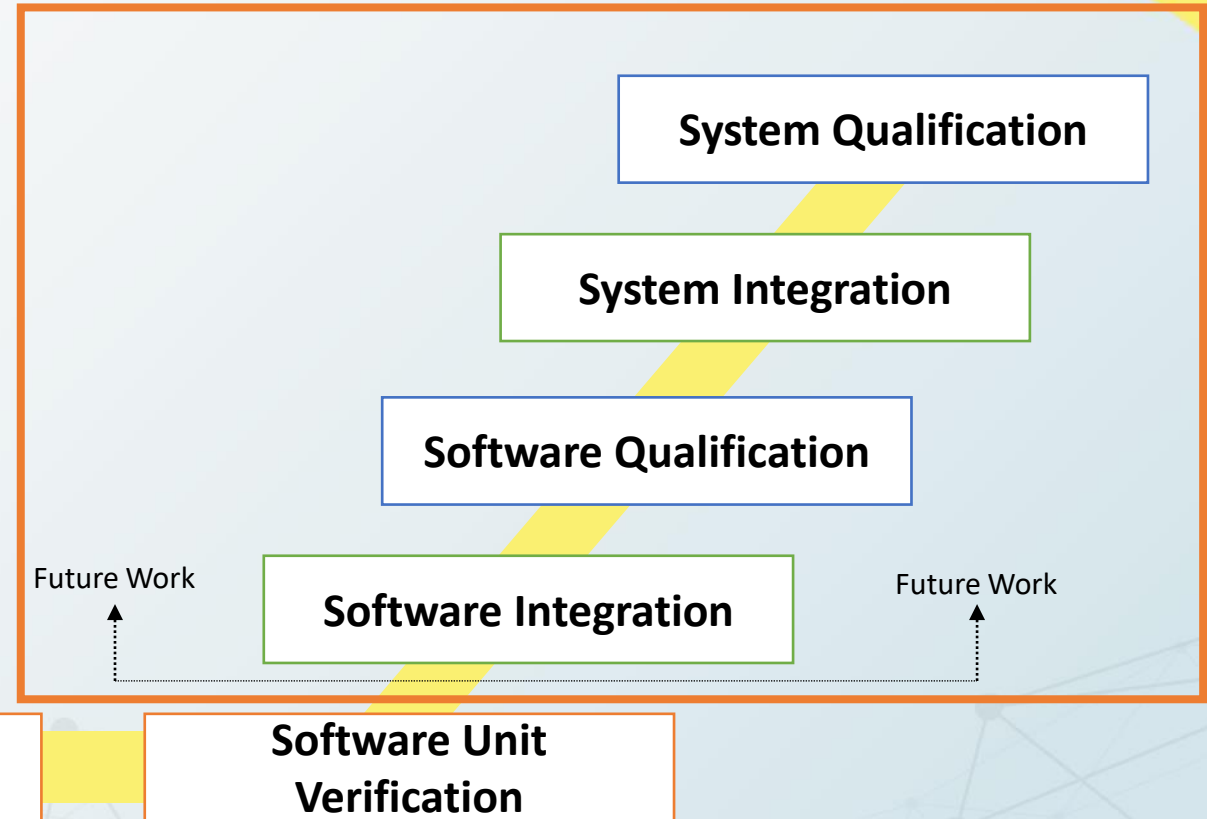 System Qualification
System Integration
Software Qualification
Future Work
Software Integration
Future Work
Software Unit
Verification